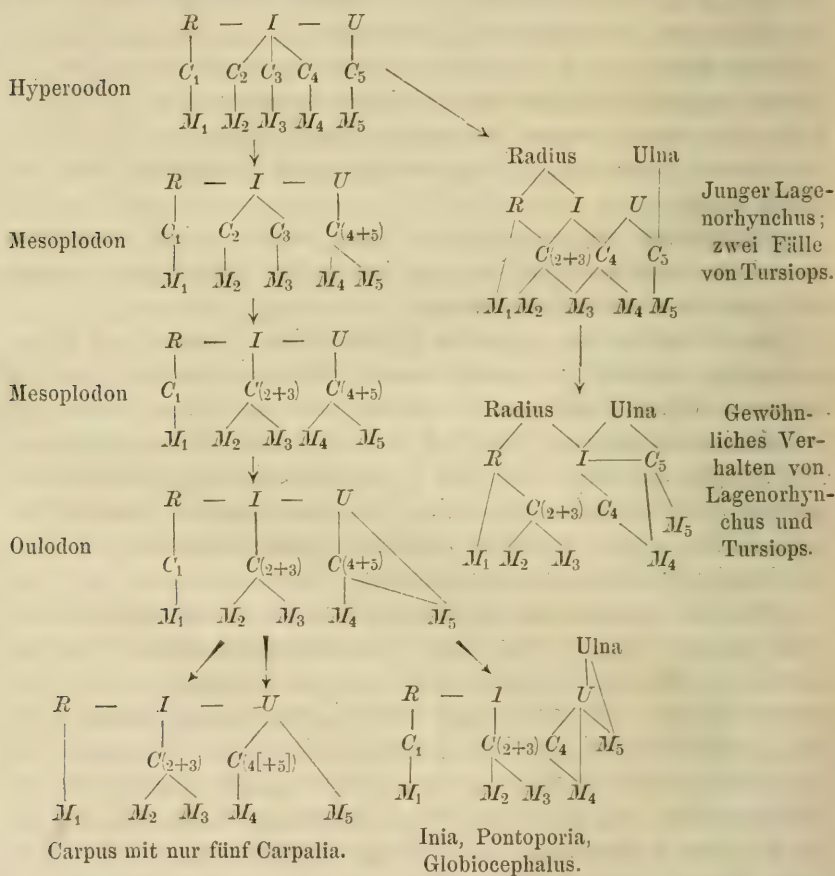 R — I — U
Hyperoodon
C1 C2 C3 C4 C5
M1 M2 M3 M4 M5
R — I — U
Mesoplodon
C1 C2 C3 C(4+5)
M1 M2 M3 M4 M5
R — I — U
Mesoplodon
C1 C(2+3) C(4+5)
M1 M2 M3 M4 M5
R — I — U
Oulodon
C1 C(2+3) C(4+5)
M1 M2 M3 M4 M5
Radius Ulna
R I U
C(2+3) C4 C5
M1 M2 M3 M4 M5
Junger Lage-
norhynchus;
zwei Fälle
von Tursiops.
Radius Ulna
R I C5
C(2+3) C4
M5
M1 M2 M3 M4
Gewöhn-
liches Ver-
halten von
Lagenorhyn-
chus und
Tursiops.
R — I — U
C(2+3) C(4[+5])
M1 M2 M3 M4 M5
Carpus mit nur fünf Carpalia.
Ulna
R — 1 U
C1 C(2+3) C4 M5
M1 M2 M3 M4
Inia, Pontoporia,
Globiocephalus.